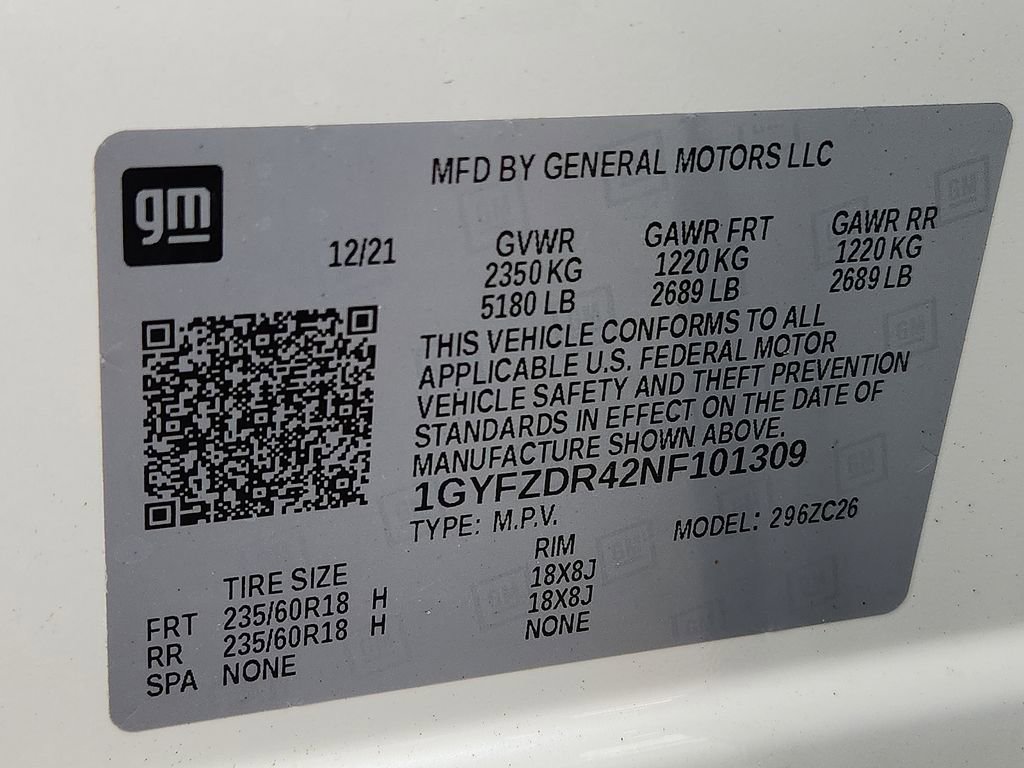 gm
MFD BY GENERAL MOTORS LLC
12/21
GVWR GAWR FRT GAWR RR
2350 KG 1220 KG 1220 KG
5180 LB 2689 LB 2689 LB
THIS VEHICLE CONFORMS TO ALL
APPLICABLE U.S. FEDERAL MOTOR
VEHICLE SAFETY AND THEFT PREVENTION
STANDARDS IN EFFECT ON THE DATE OF
MANUFACTURE SHOWN ABOVE.
1GYFZDR42NF101309
TYPE: M.P.V. MODEL: 296ZC26
TIRE SIZE RIM
FRT 235/60R18 H 18X8J
RR 235/60R18 H 18X8J
SPA NONE NONE